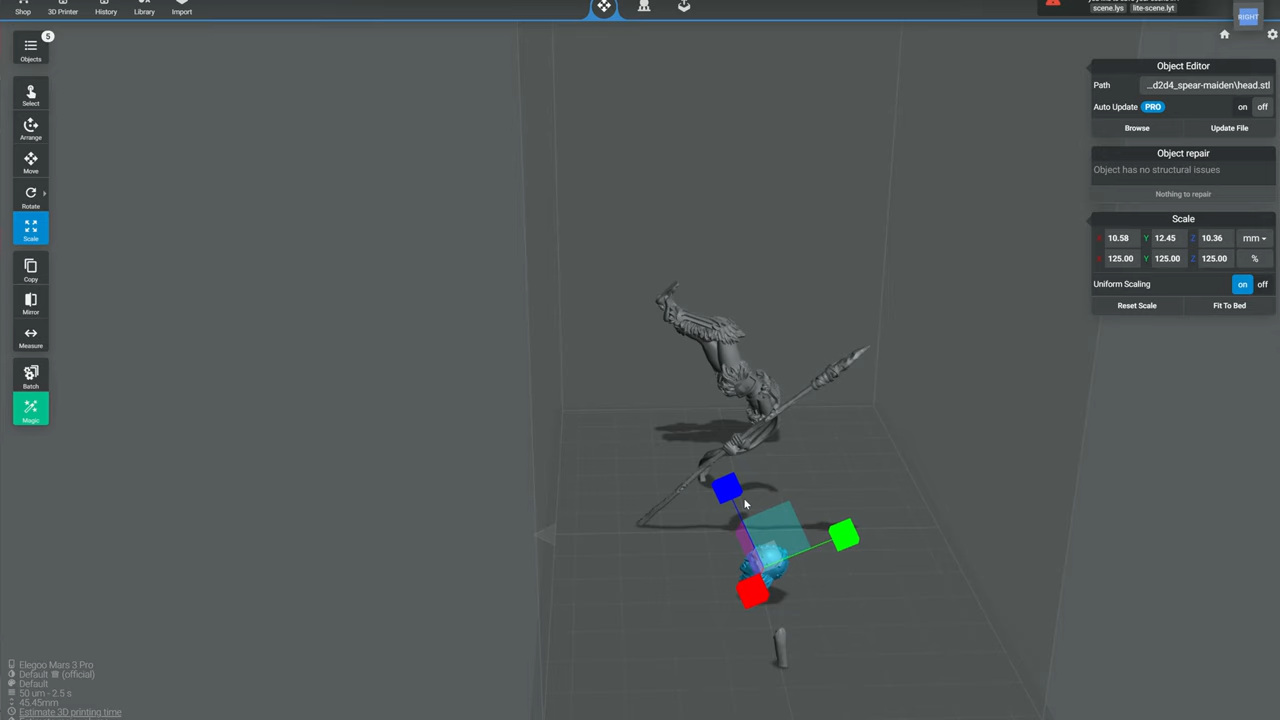 Shop
3D Printer
History
Library
Import
scene.lys
lite-scene.lyt
RIGHT
Objects
5
Select
Arrange
Move
Rotate
Scale
Copy
Mirror
Measure
Batch
Magic
Object Editor
Path ...d2d4_spear-maiden\head.stl
Auto Update PRO on off
Browse Update File
Object repair
Object has no structural issues
Nothing to repair
Scale
X 10.58 Y 12.45 Z 10.36 mm
X 125.00 Y 125.00 Z 125.00 %
Uniform Scaling on off
Reset Scale Fit To Bed
Elegoo Mars 3 Pro
Default (official)
Default
50 um - 2.5 s
45.45mm
Estimate 3D printing time